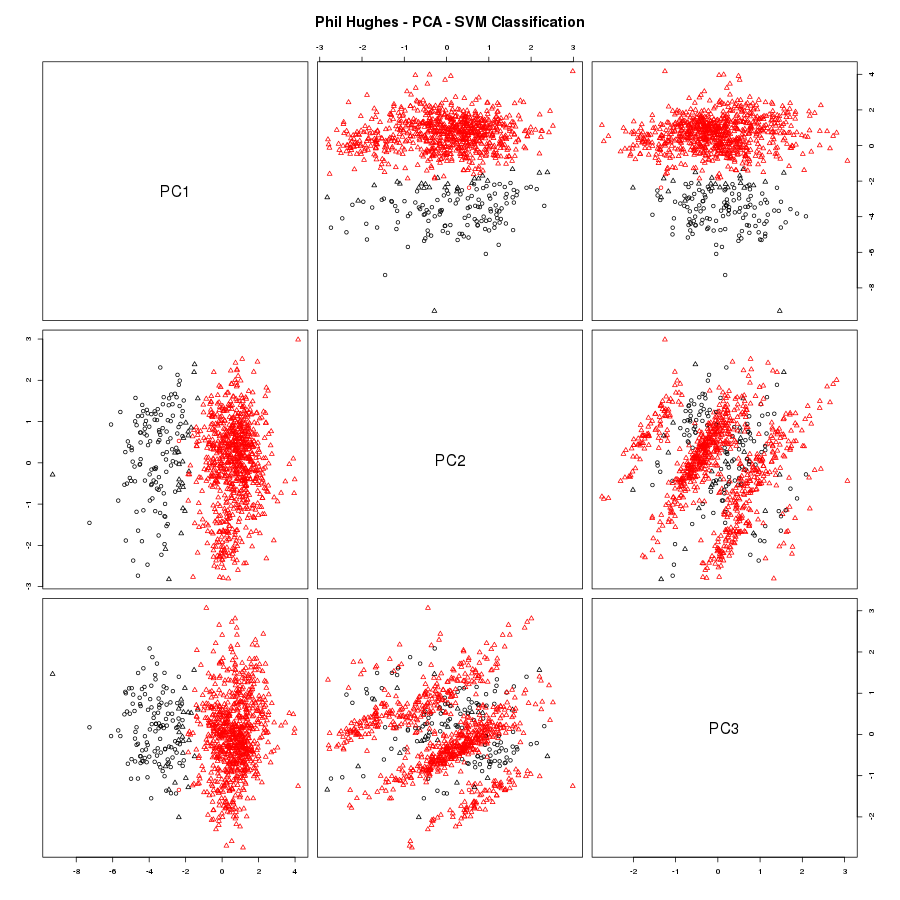 Phil Hughes - PCA - SVM Classification
-3 -2 -1 0 1 2 3
PC1
4 2 0 -2 -4 -6 -8
3 2 1 0 -1 -2 -3
PC2
PC3
3 2 1 0 -1 -2
-8 -6 -4 -2 0 2 4
-2 -1 0 1 2 3